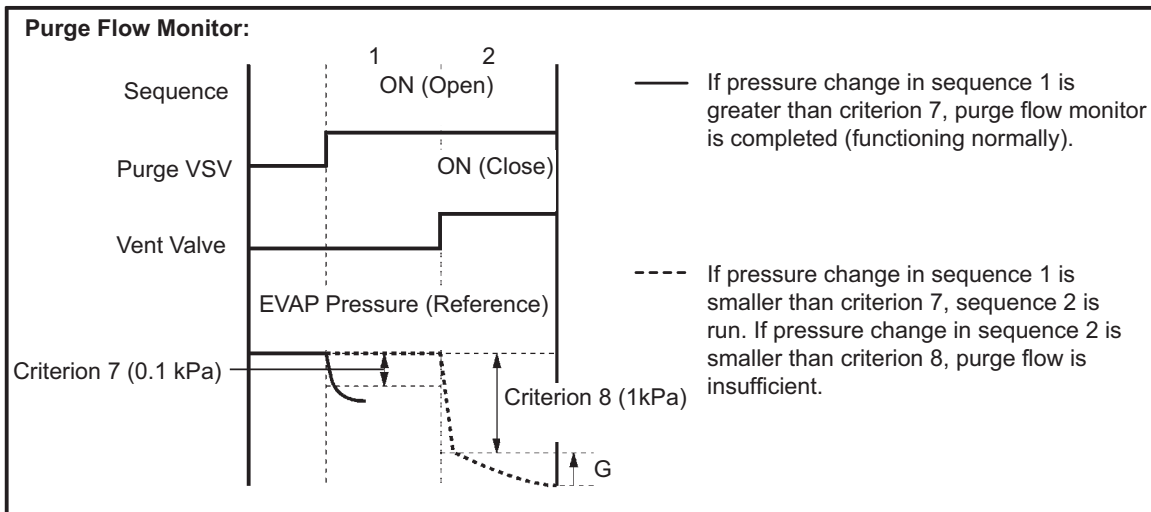 Purge Flow Monitor:
1 2
Sequence
ON (Open)
Purge VSV
ON (Close)
Vent Valve
EVAP Pressure (Reference)
Criterion 7 (0.1 kPa)
Criterion 8 (1kPa)
G
If pressure change in sequence 1 is
greater than criterion 7, purge flow monitor
is completed (functioning normally).
If pressure change in sequence 1 is
smaller than criterion 7, sequence 2 is
run. If pressure change in sequence 2 is
smaller than criterion 8, purge flow is
insufficient.